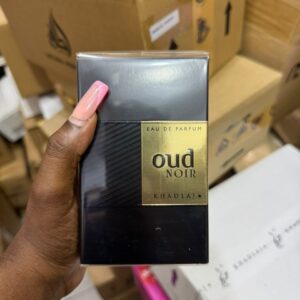 EAU DE PARFUM
oud
NOIR
KHADLAJ